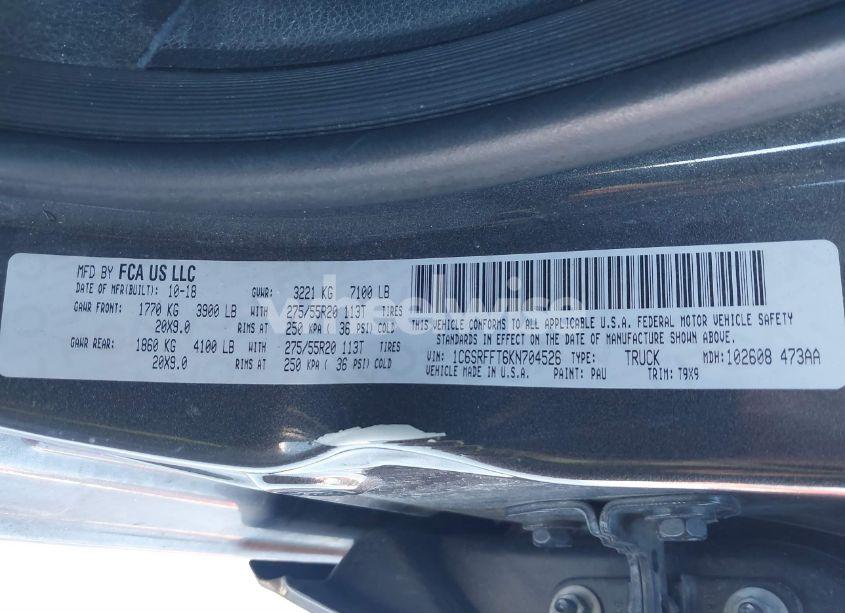 MFD BY FCA US LLC
DATE OF MFR(BUILT): 10-18 GVWR: 3221 KG 7100 LB
GAWR FRONT: 1770 KG 3900 LB WITH 275/55R20 113T TIRES
20X9.0 RIMS AT 250 KPA ( 36 PSI) COLD
GAWR REAR: 1860 KG 4100 LB WITH 275/55R20 113T TIRES
20X9.0 RIMS AT 250 KPA ( 36 PSI) COLD
THIS VEHICLE CONFORMS TO ALL APPLICABLE U.S.A. FEDERAL MOTOR VEHICLE SAFETY
STANDARDS IN EFFECT ON THE DATE OF MANUFACTURE SHOWN ABOVE.
VIN: 1C6SRFFT6KN704526 TYPE: TRUCK MDH: 102608 473AA
VEHICLE MADE IN U.S.A. PAINT: PAU TRIM: T9X9